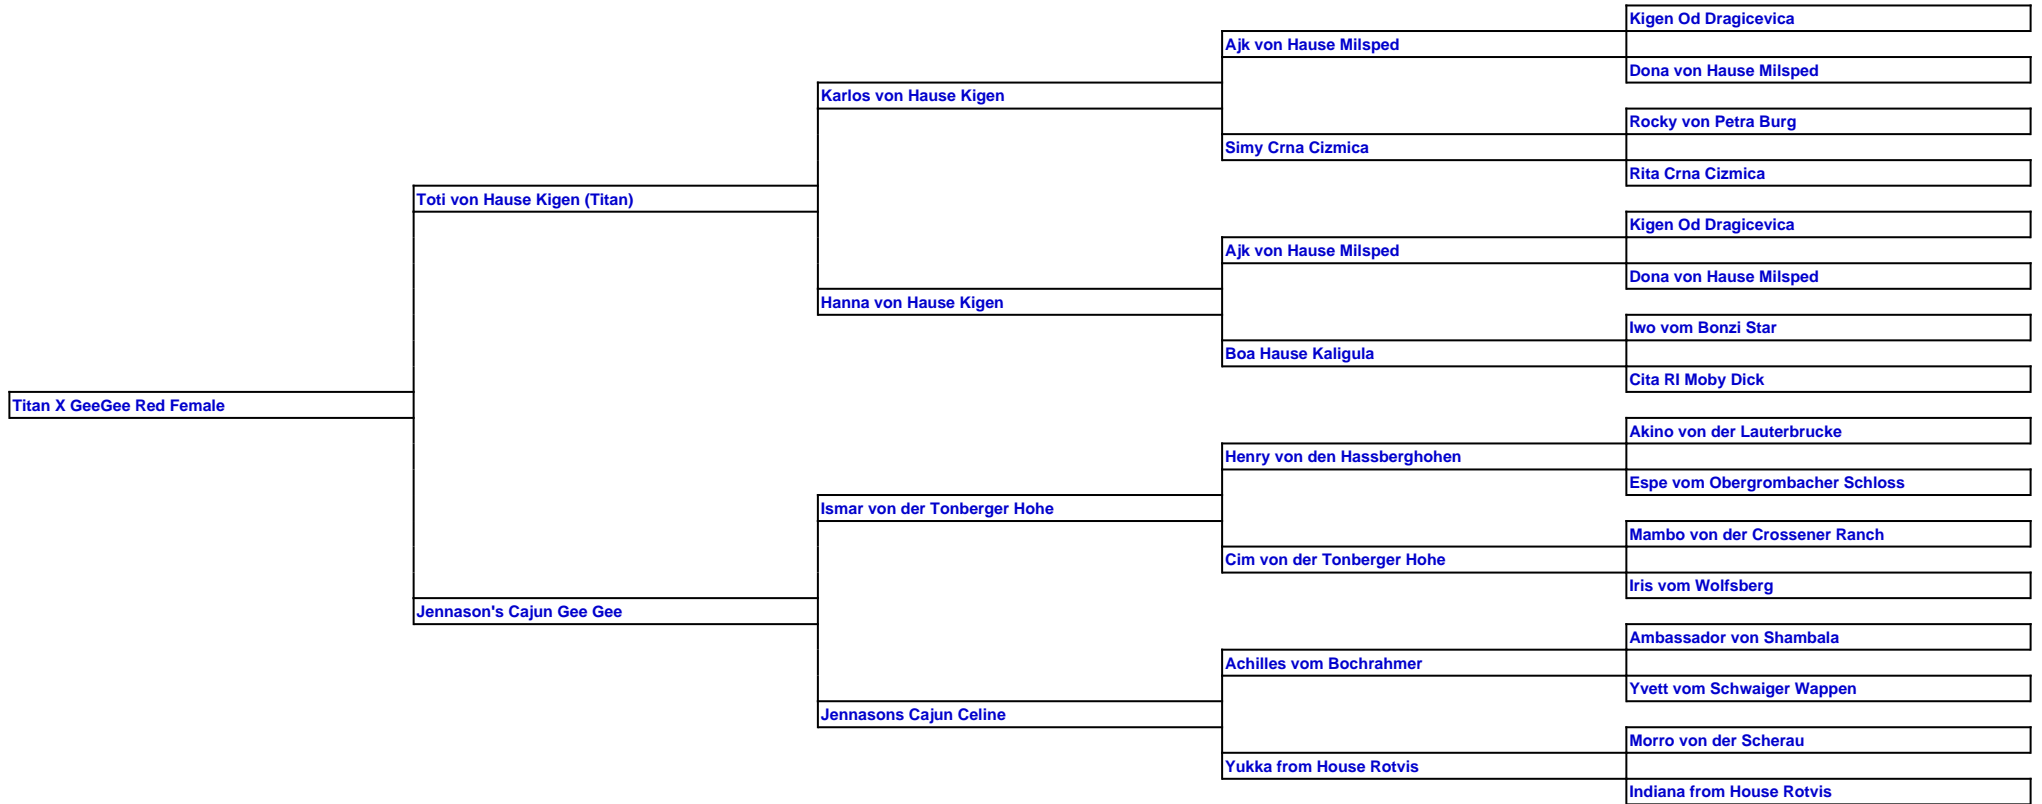 Kigen Od Dragicevica
Ajk von Hause Milsped
Dona von Hause Milsped
Karlos von Hause Kigen
Rocky von Petra Burg
Simy Crna Cizmica
Rita Crna Cizmica
Toti von Hause Kigen (Titan)
Kigen Od Dragicevica
Ajk von Hause Milsped
Dona von Hause Milsped
Hanna von Hause Kigen
Iwo vom Bonzi Star
Boa Hause Kaligula
Cita RI Moby Dick
Titan X GeeGee Red Female
Akino von der Lauterbrucke
Henry von den Hassberghohen
Espe vom Obergrombacher Schloss
Ismar von der Tonberger Hohe
Mambo von der Crossener Ranch
Cim von der Tonberger Hohe
Iris vom Wolfsberg
Jennason's Cajun Gee Gee
Ambassador von Shambala
Achilles vom Bochrahmer
Yvett vom Schwaiger Wappen
Jennasons Cajun Celine
Morro von der Scherau
Yukka from House Rotvis
Indiana from House Rotvis